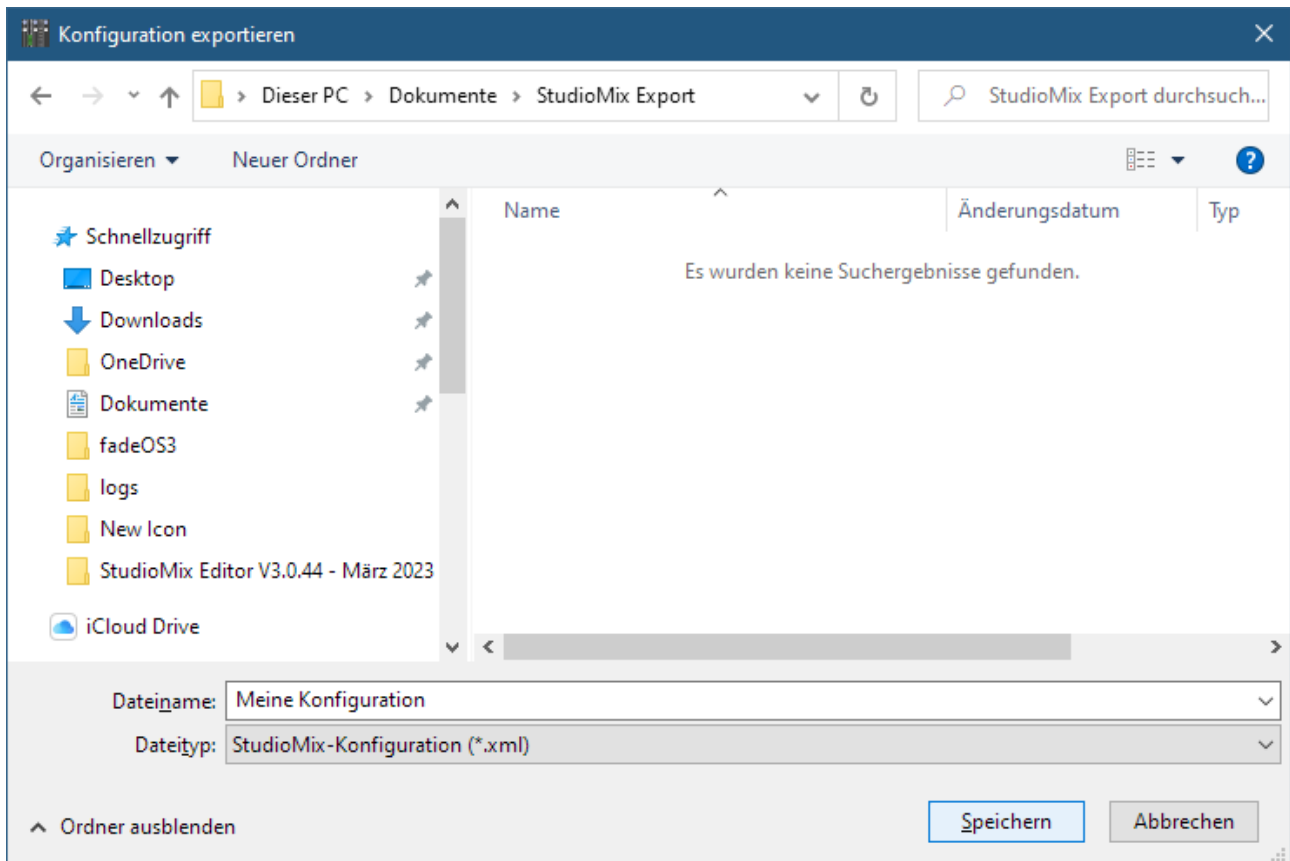 Konfiguration exportieren
Dieser PC > Dokumente > StudioMix Export
StudioMix Export durchsuch...
Organisieren Neuer Ordner
?
Name Änderungsdatum Typ
Es wurden keine Suchergebnisse gefunden.
Schnellzugriff
Desktop
Downloads
OneDrive
Dokumente
fadeOS3
logs
New Icon
StudioMix Editor V3.0.44 - März 2023
iCloud Drive
Dateiname: Meine Konfiguration
Dateityp: StudioMix-Konfiguration (*.xml)
Ordner ausblenden
Speichern Abbrechen